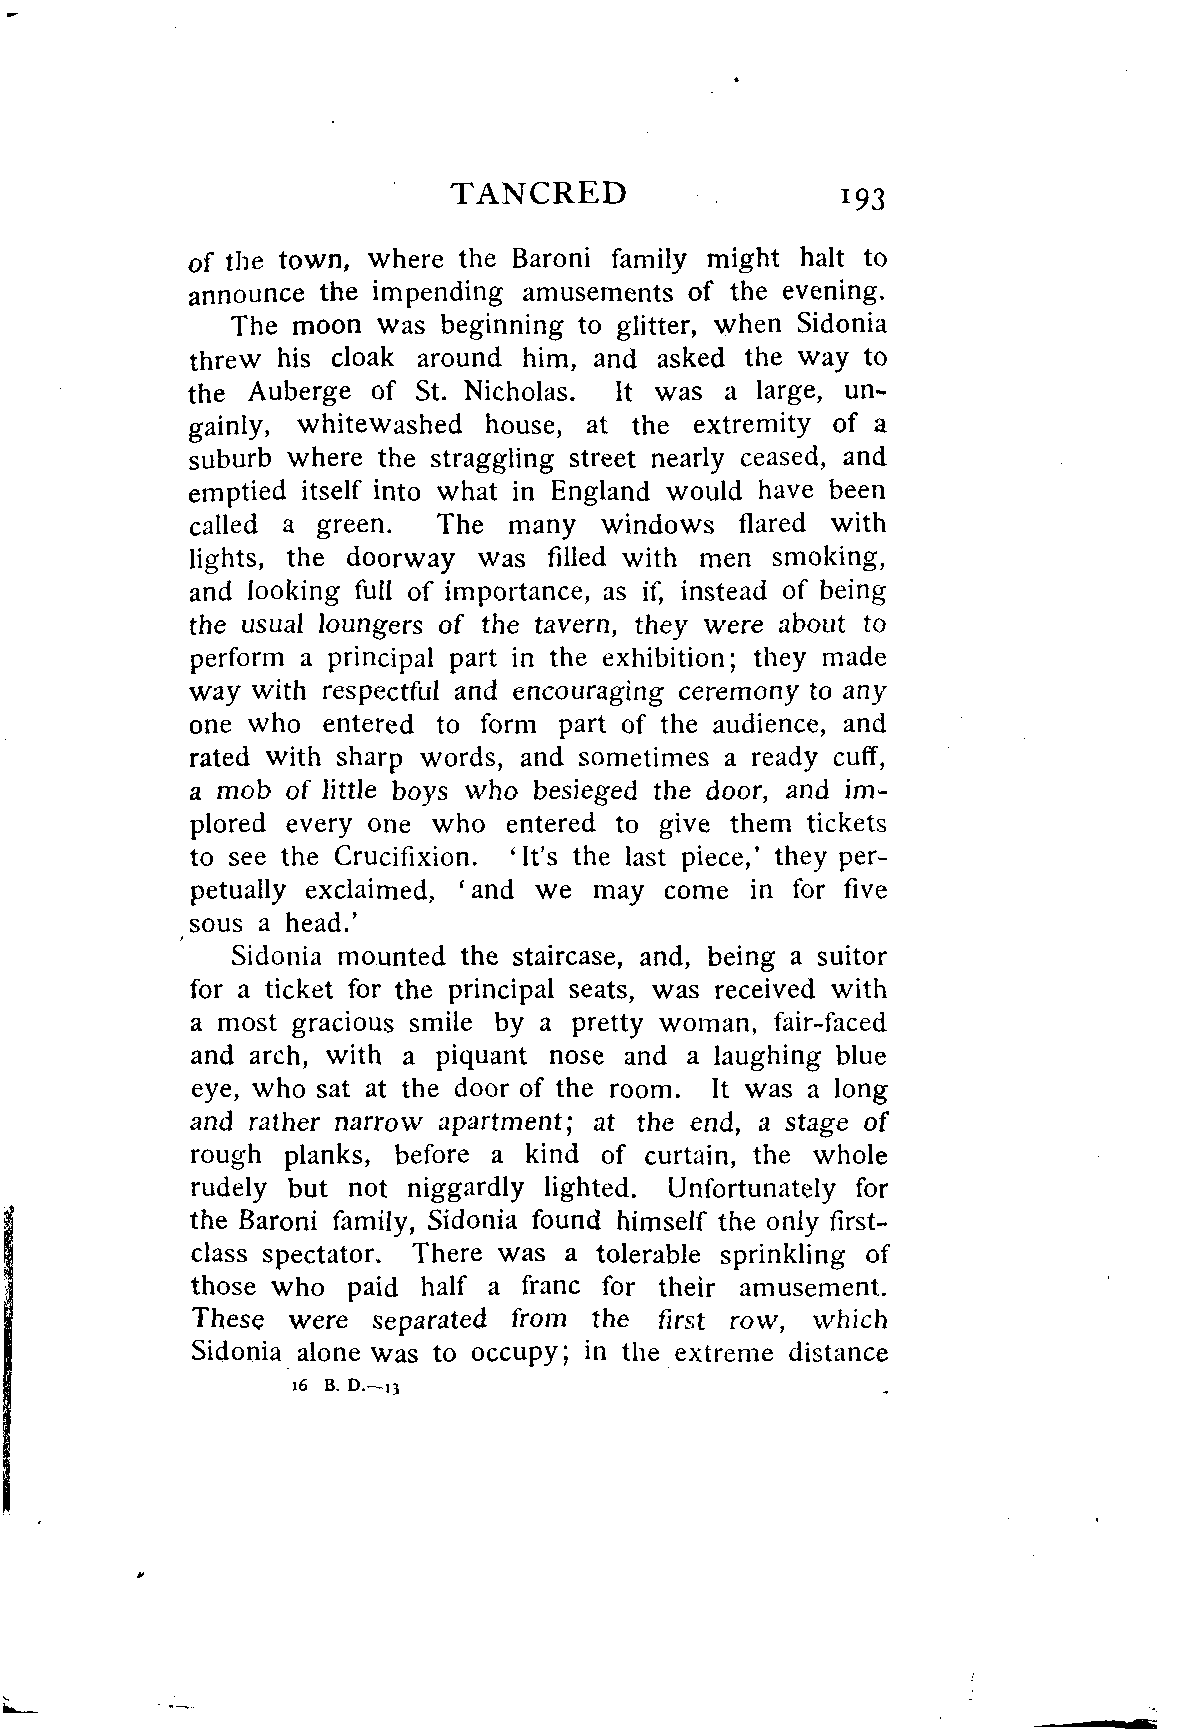 TANCRED 193
of the town, where the Baroni family might halt to
announce the impending amusements of the evening.
The moon was beginning to glitter, when Sidonia
threw his cloak around him, and asked the way to
the Auberge of St. Nicholas. It was a large, un-
gainly, whitewashed house, at the extremity of a
suburb where the straggling street nearly ceased, and
emptied itself into what in England would have been
called a green. The many windows flared with
lights, the doorway was filled with men smoking,
and looking full of importance, as if, instead of being
the usual loungers of the tavern, they were about to
perform a principal part in the exhibition; they made
way with respectful and encouraging ceremony to any
one who entered to form part of the audience, and
rated with sharp words, and sometimes a ready cuff,
a mob of little boys who besieged the door, and im-
plored every one who entered to give them tickets
to see the Crucifixion. ‘It's the last piece,’ they per-
petually exclaimed, ‘and we may come in for five
sous a head.’
Sidonia mounted the staircase, and, being a suitor
for a ticket for the principal seats, was received with
a most gracious smile by a pretty woman, fair-faced
and arch, with a piquant nose and a laughing blue
eye, who sat at the door of the room. It was a long
and rather narrow apartment; at the end, a stage of
rough planks, before a kind of curtain, the whole
rudely but not niggardly lighted. Unfortunately for
the Baroni family, Sidonia found himself the only first-
class spectator. There was a tolerable sprinkling of
those who paid half a franc for their amusement.
These were separated from the first row, which
Sidonia alone was to occupy; in the extreme distance
16 B. D.—13